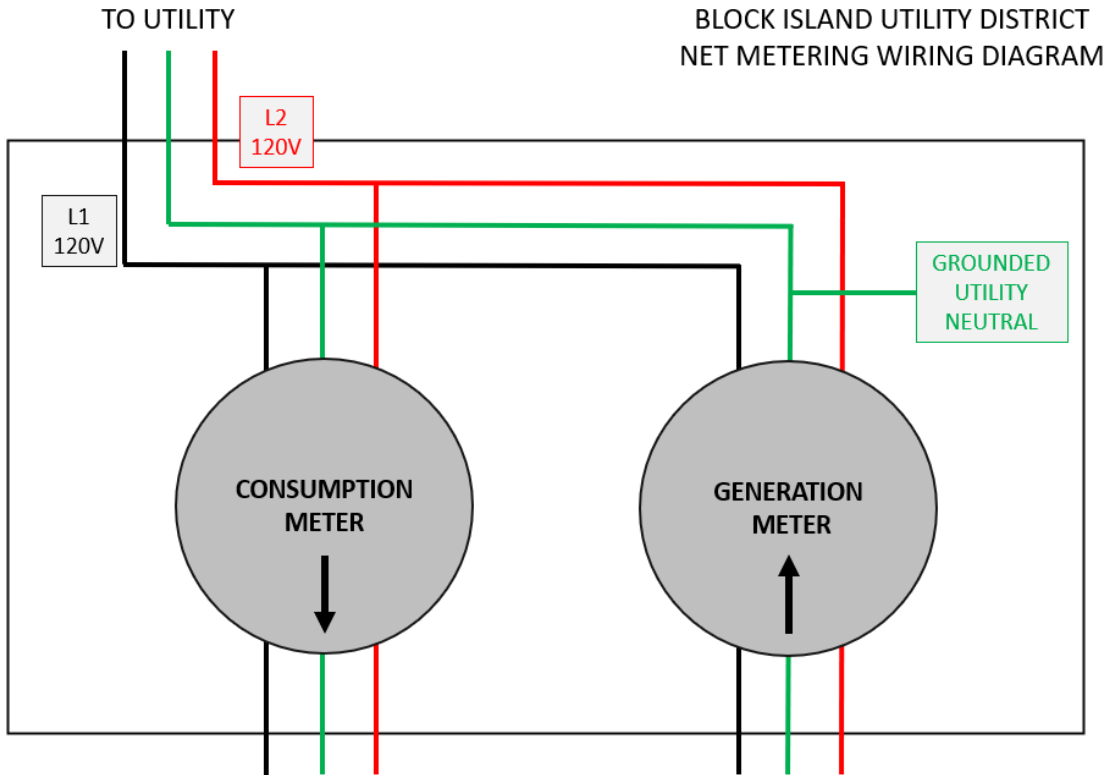 TO UTILITY
BLOCK ISLAND UTILITY DISTRICT
NET METERING WIRING DIAGRAM
L2
120V
L1
120V
GROUNDED
UTILITY
NEUTRAL
CONSUMPTION
METER
GENERATION
METER